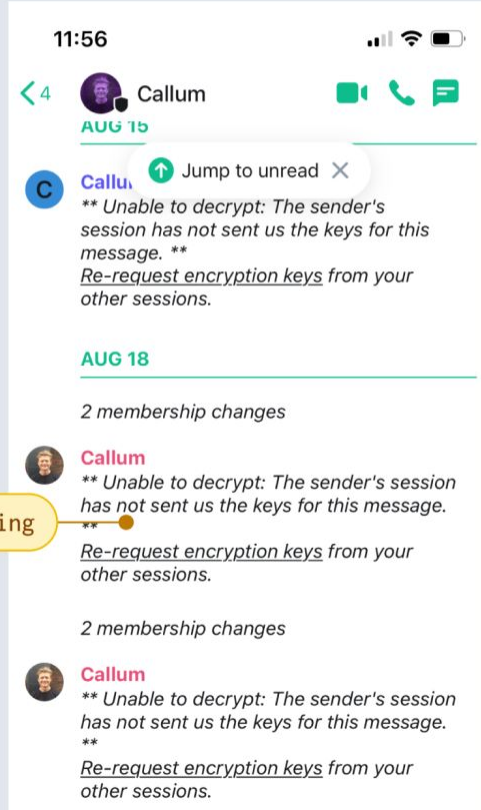 11:56
4
Callum
AUG 15
Jump to unread
C
** Unable to decrypt: The sender's
session has not sent us the keys for this
message. **
Re-request encryption keys from your
other sessions.
AUG 18
2 membership changes
Callum
** Unable to decrypt: The sender's session
has not sent us the keys for this message.
**
ing
Re-request encryption keys from your
other sessions.
2 membership changes
Callum
** Unable to decrypt: The sender's session
has not sent us the keys for this message.
**
Re-request encryption keys from your
other sessions.